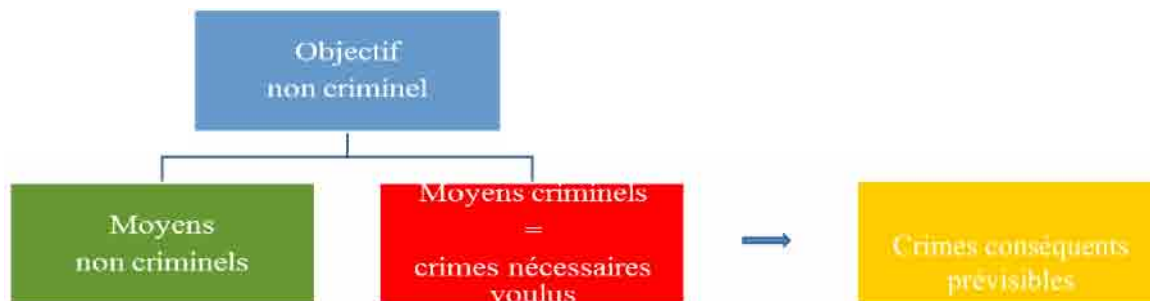 Objectif
non criminel
Moyens
non criminels
Moyens criminels
=
crimes nécessaires
voulus
Crimes conséquents
prévisibles